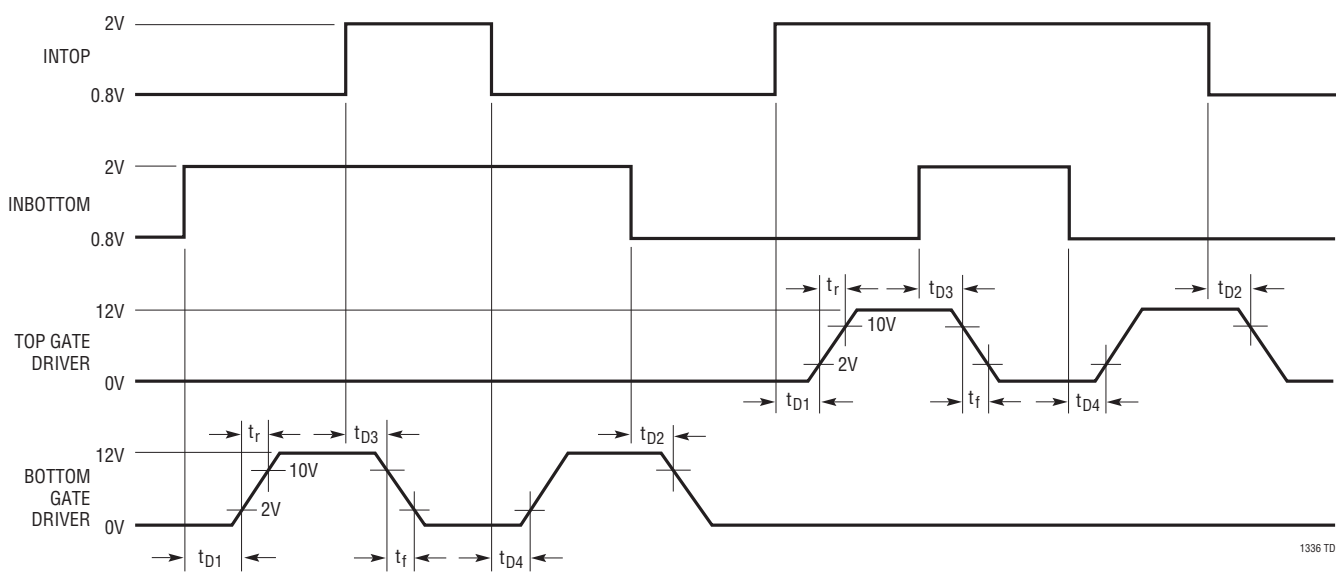 2V
INTOP
0.8V
2V
INBOTTOM
0.8V
tr
tD3
tD2
12V
10V
TOP GATE
DRIVER
2V
0V
tD1
tf
tD4
tr
tD3
tD2
12V
10V
BOTTOM
GATE
DRIVER
2V
0V
tD1
tf
tD4
1336 TD